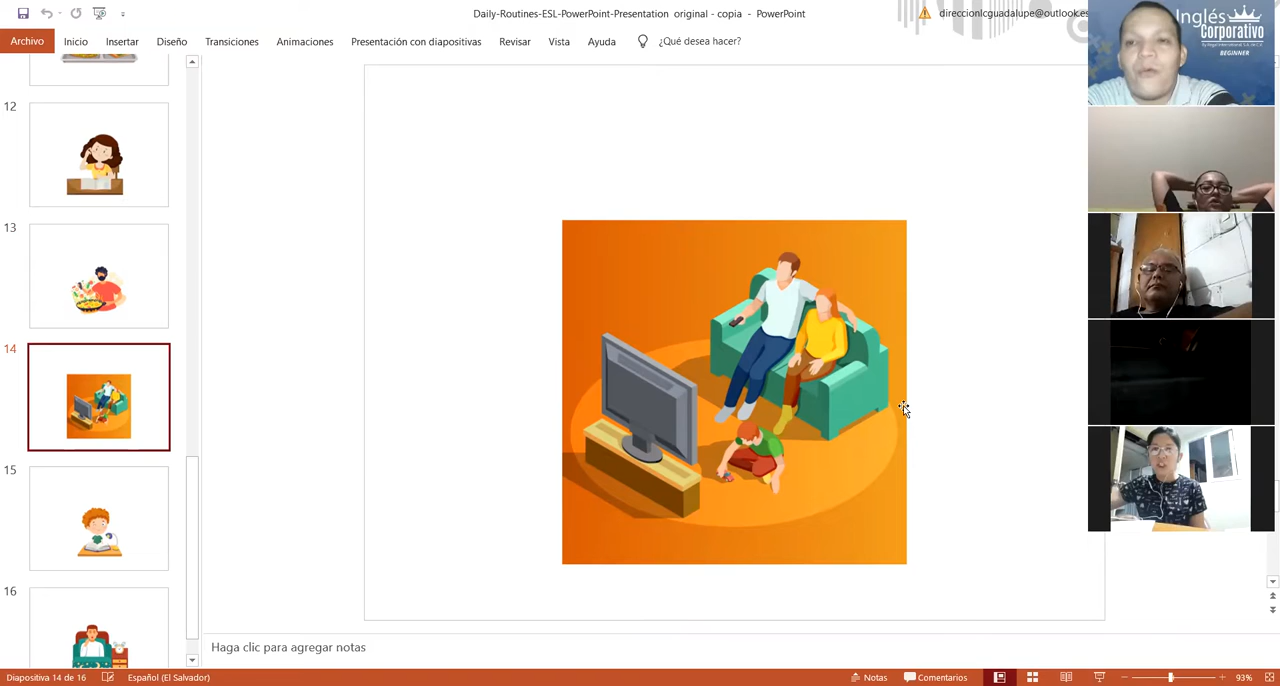 Daily-Routines-ESL-PowerPoint-Presentation original - copia - PowerPoint
direccionlcguadalupe@outlook.es
Archivo
Inicio
Insertar
Diseño
Transiciones
Animaciones
Presentación con diapositivas
Revisar
Vista
Ayuda
¿Qué desea hacer?
Inglés
Corporativo
BEGINNER
12
13
14
15
16
Haga clic para agregar notas
Diapositiva 14 de 16
Español (El Salvador)
Notas
Comentarios
93%